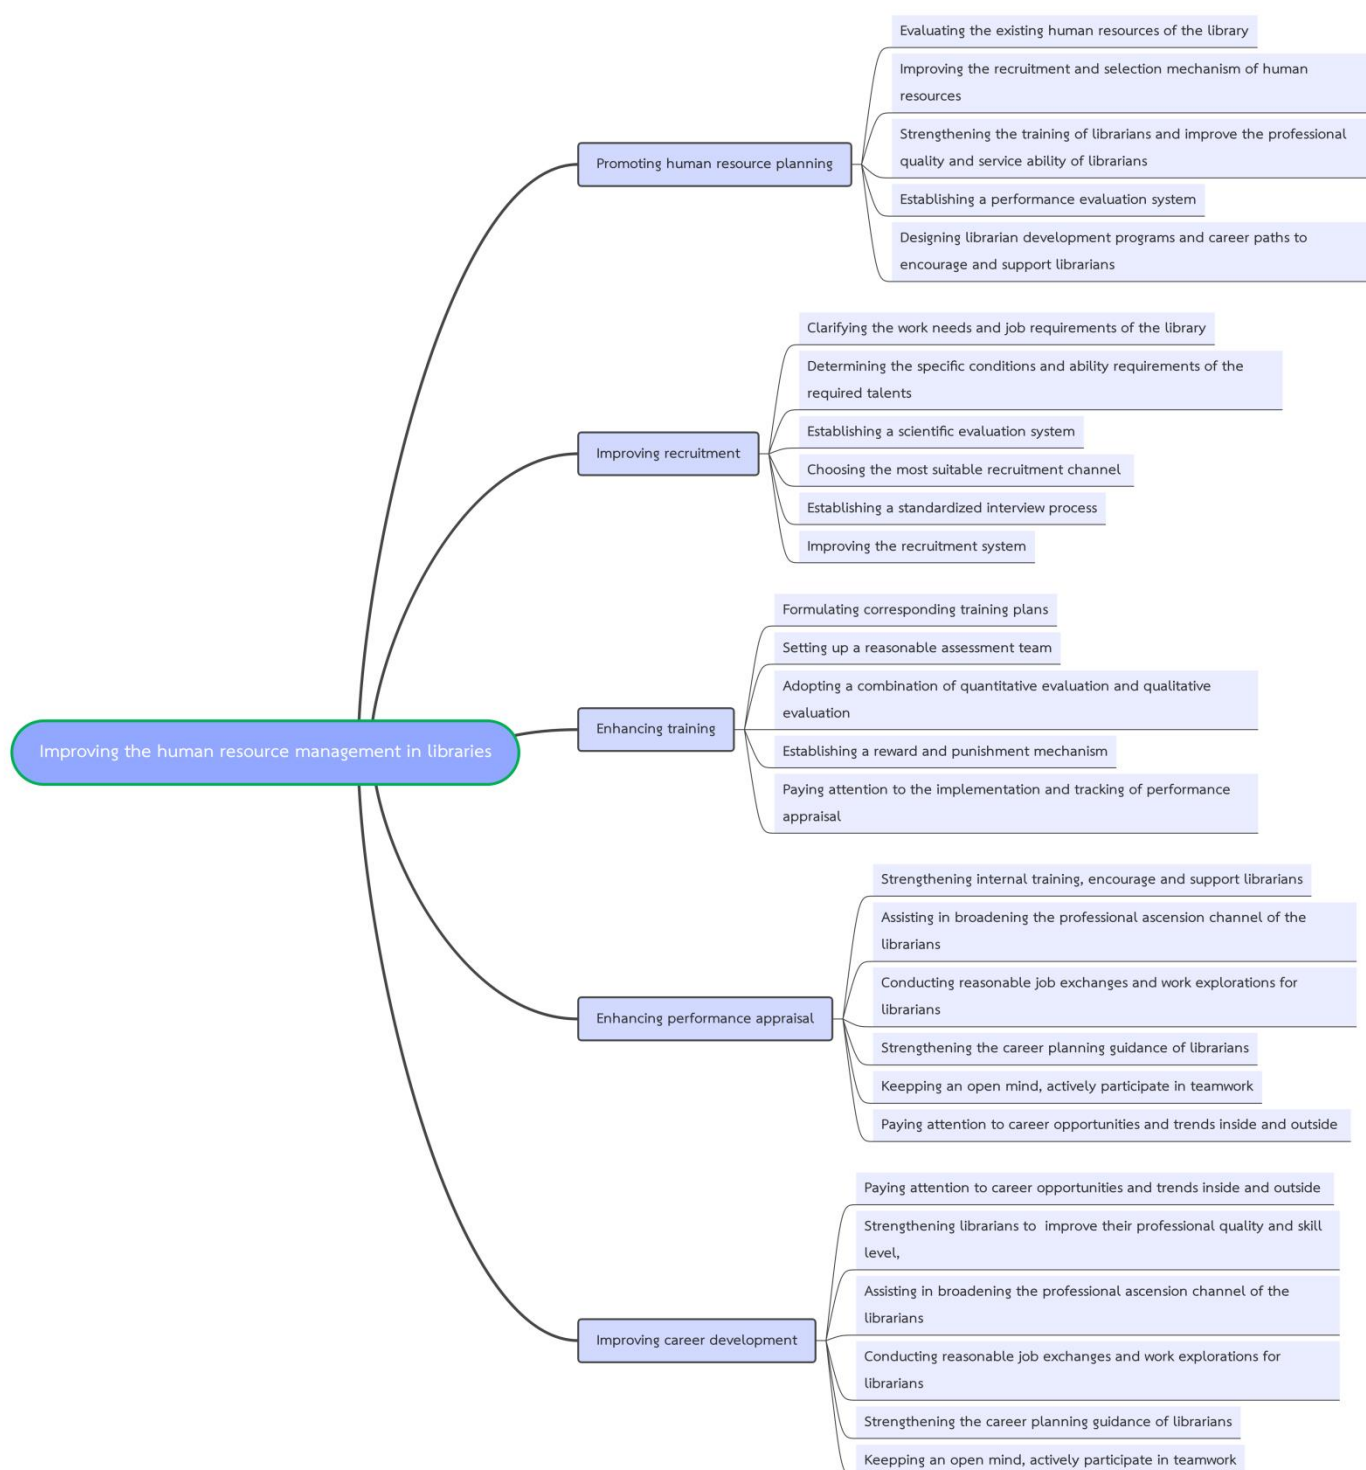 Evaluating the existing human resources of the library
Improving the recruitment and selection mechanism of human
resources
Strengthening the training of librarians and improve the professional
quality and service ability of librarians
Promoting human resource planning
Establishing a performance evaluation system
Designing librarian development programs and career paths to
encourage and support librarians
Clarifying the work needs and job requirements of the library
Determining the specific conditions and ability requirements of the
required talents
Establishing a scientific evaluation system
Improving recruitment
Choosing the most suitable recruitment channel
Establishing a standardized interview process
Improving the recruitment system
Formulating corresponding training plans
Setting up a reasonable assessment team
Adopting a combination of quantitative evaluation and qualitative
evaluation
Enhancing training
Establishing a reward and punishment mechanism
Paying attention to the implementation and tracking of performance
appraisal
Improving the human resource management in libraries
Strengthening internal training, encourage and support librarians
Assisting in broadening the professional ascension channel of the
librarians
Conducting reasonable job exchanges and work explorations for
librarians
Enhancing performance appraisal
Strengthening the career planning guidance of librarians
Keepping an open mind, actively participate in teamwork
Paying attention to career opportunities and trends inside and outside
Paying attention to career opportunities and trends inside and outside
Strengthening librarians to  improve their professional quality and skill
level,
Assisting in broadening the professional ascension channel of the
librarians
Improving career development
Conducting reasonable job exchanges and work explorations for
librarians
Strengthening the career planning guidance of librarians
Keepping an open mind, actively participate in teamwork